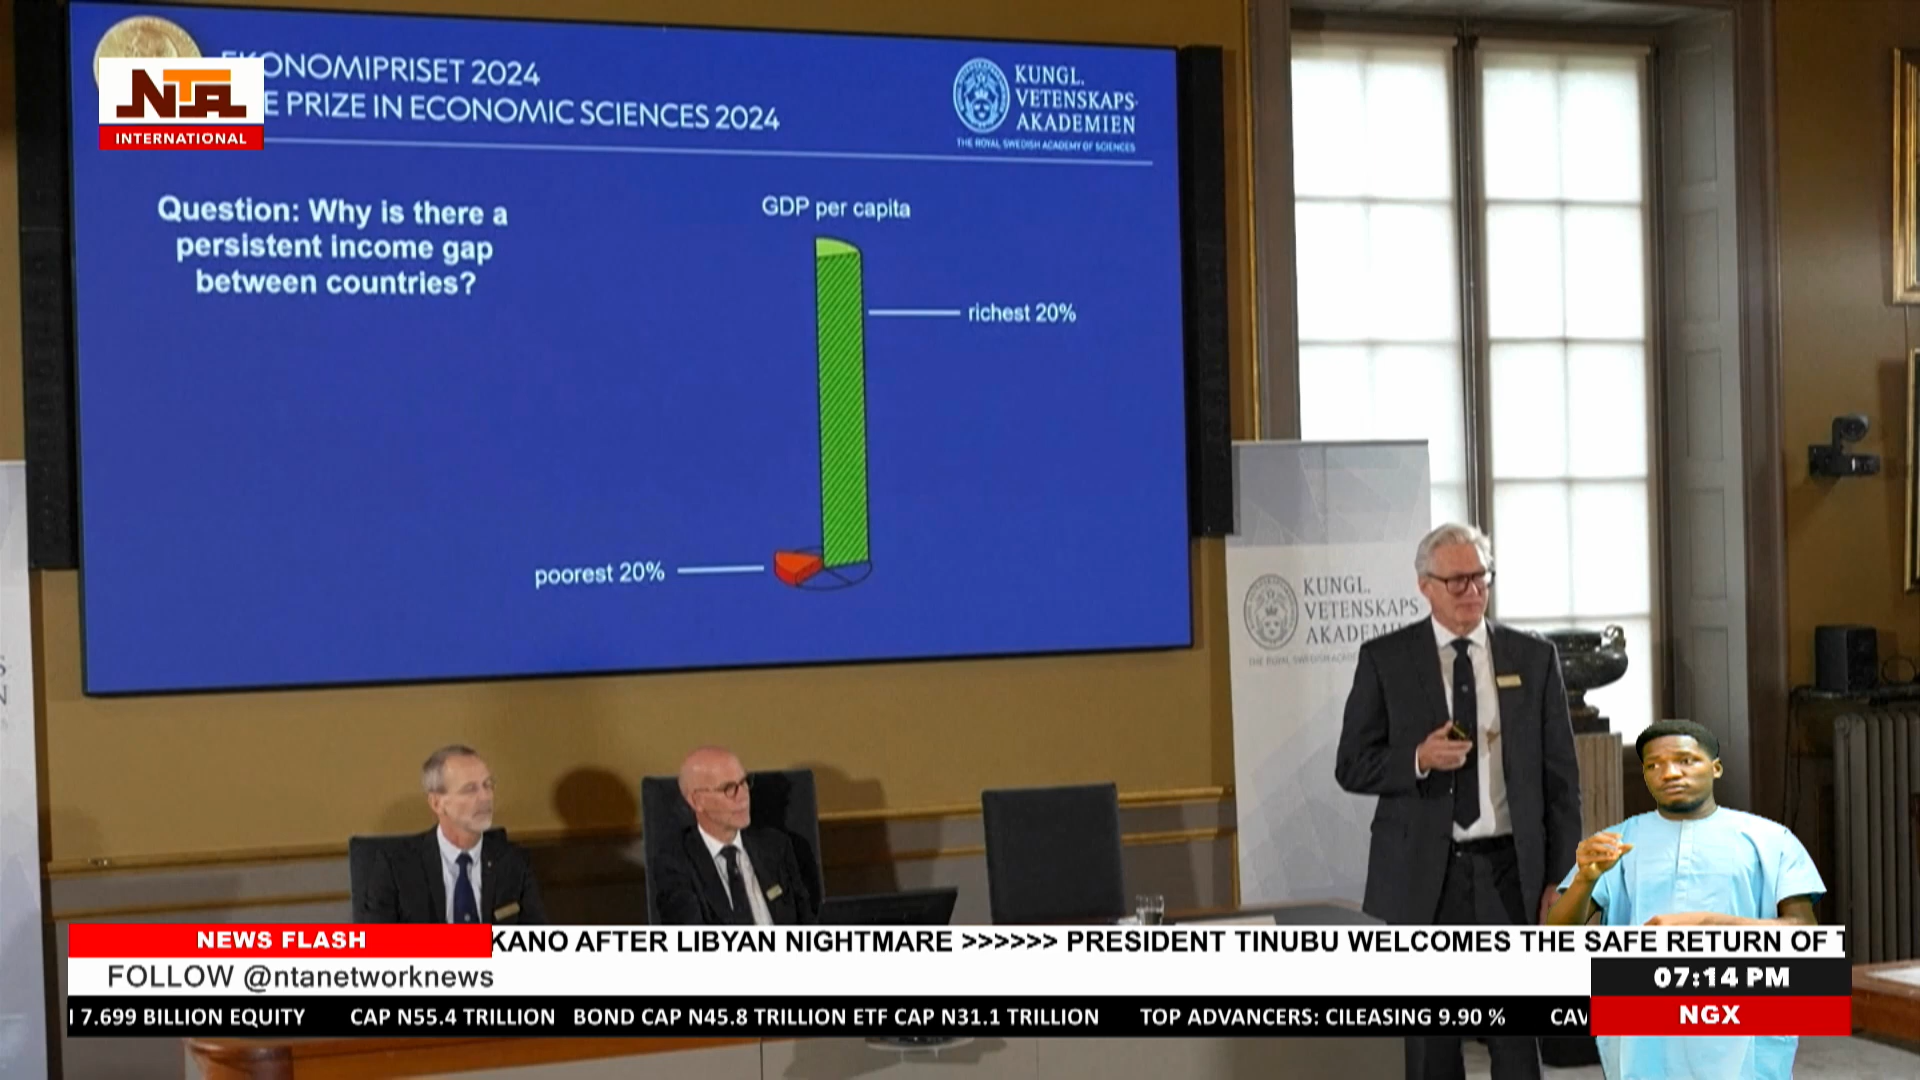 EKONOMIPRISET 2024
E PRIZE IN ECONOMIC SCIENCES 2024
NTA
INTERNATIONAL
KUNGL.
VETENSKAPS-
AKADEMIEN
THE ROYAL SWEDISH ACADEMY OF SCIENCES
Question: Why is there a
persistent income gap
between countries?
GDP per capita
richest 20%
poorest 20%
KUNGL.
VETENSKAPS
AKADEM
NEWS FLASH
KANO AFTER LIBYAN NIGHTMARE >>>>>> PRESIDENT TINUBU WELCOMES THE SAFE RETURN OF
FOLLOW @ntanetworknews
07:14 PM
7.699 BILLION EQUITY CAP N55.4 TRILLION BOND CAP N45.8 TRILLION ETF CAP N31.1 TRILLION TOP ADVANCERS: CILEASING 9.90 % CAV
NGX